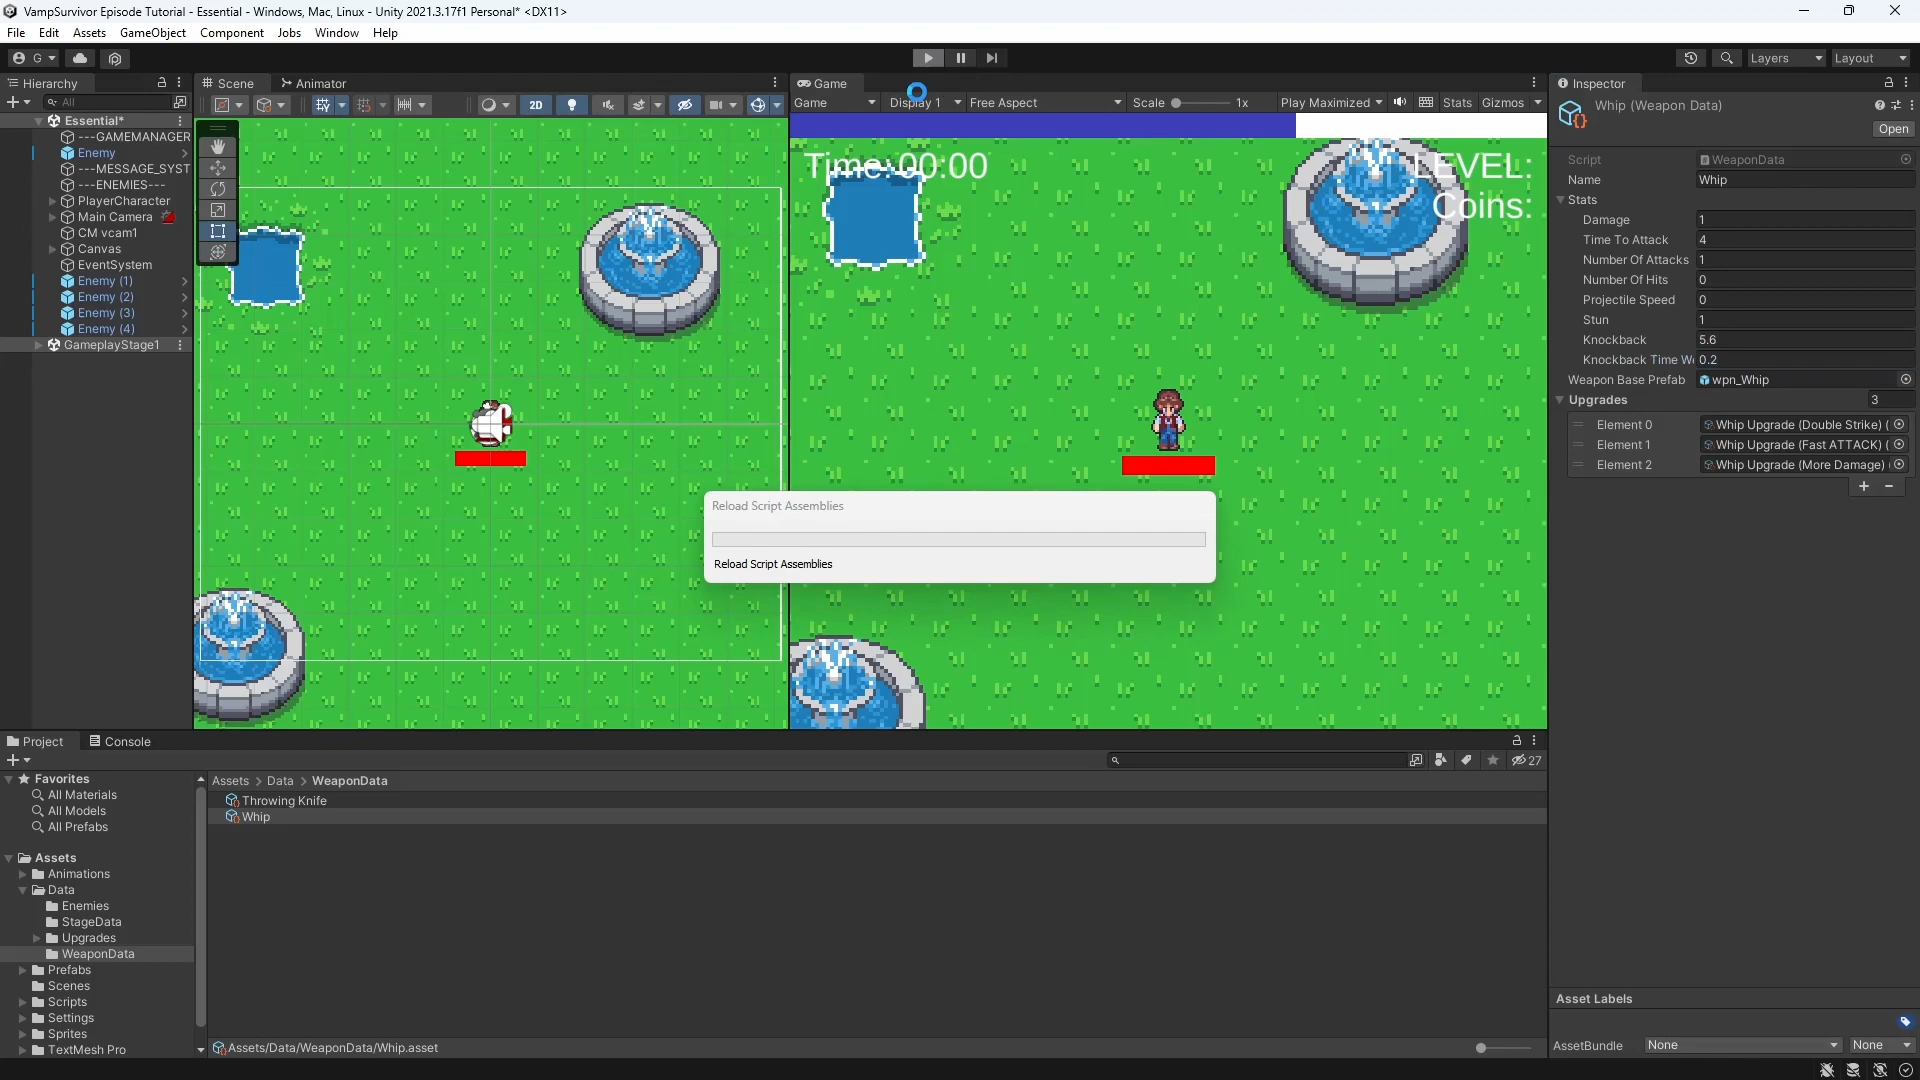 VampSurvivor Episode Tutorial - Essential - Windows, Mac, Linux - Unity 2021.3.17f1 Personal* <DX11>
File Edit Assets GameObject Component Jobs Window Help
G
Layers Layout
Hierarchy
All
Essential*
---GAMEMANAGER
Enemy
---MESSAGE_SYST
---ENEMIES---
PlayerCharacter
Main Camera
CM vcam1
Canvas
EventSystem
Enemy (1)
Enemy (2)
Enemy (3)
Enemy (4)
GameplayStage1
Scene Animator
2D
Game
Game Display 1 Free Aspect Scale 1x Play Maximized Stats Gizmos
Time:00:00
LEVEL:
Coins:
Reload Script Assemblies
Reload Script Assemblies
Inspector
Whip (Weapon Data)
Open
Script WeaponData
Name Whip
Stats
Damage 1
Time To Attack 4
Number Of Attacks 1
Number Of Hits 0
Projectile Speed 0
Stun 1
Knockback 5.6
Knockback Time W 0.2
Weapon Base Prefab wpn_Whip
Upgrades 3
Element 0 Whip Upgrade (Double Strike) (
Element 1 Whip Upgrade (Fast ATTACK) (
Element 2 Whip Upgrade (More Damage)
+ -
Asset Labels
AssetBundle None None
Project Console
27
Favorites
All Materials
All Models
All Prefabs
Assets
Animations
Data
Enemies
StageData
Upgrades
WeaponData
Prefabs
Scenes
Scripts
Settings
Sprites
TextMesh Pro
Assets > Data > WeaponData
Throwing Knife
Whip
Assets/Data/WeaponData/Whip.asset